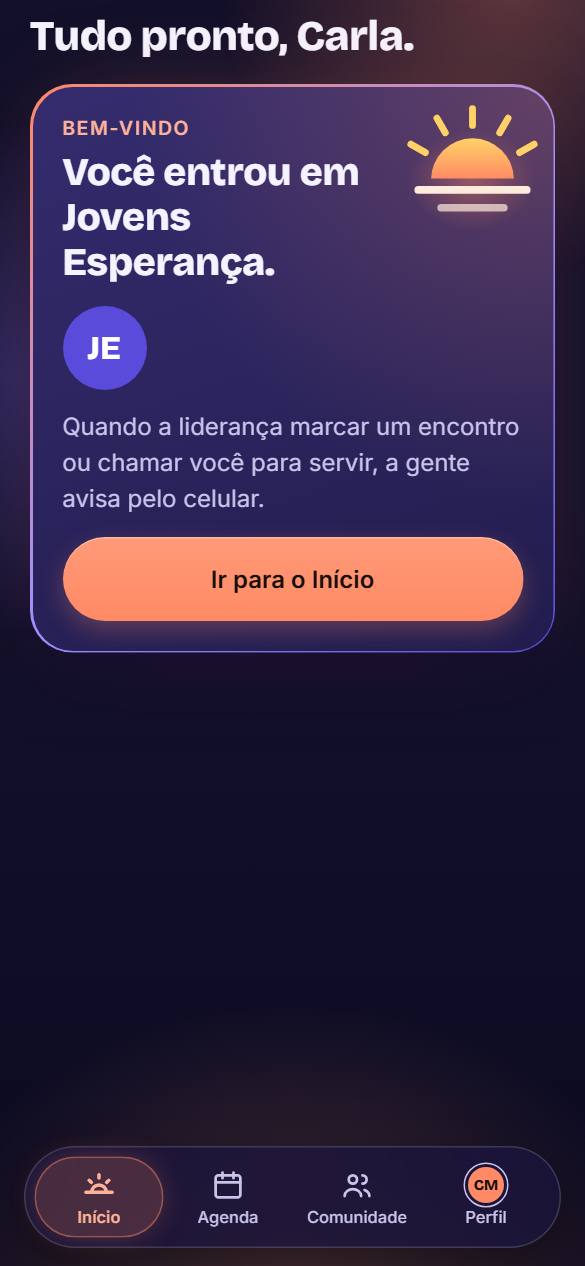 Tudo pronto, Carla.
BEM-VINDO
Você entrou em
Jovens
Esperança.
JE
Quando a liderança marcar um encontro
ou chamar você para servir, a gente
avisa pelo celular.
Ir para o Início
CM
Início
Agenda
Comunidade
Perfil